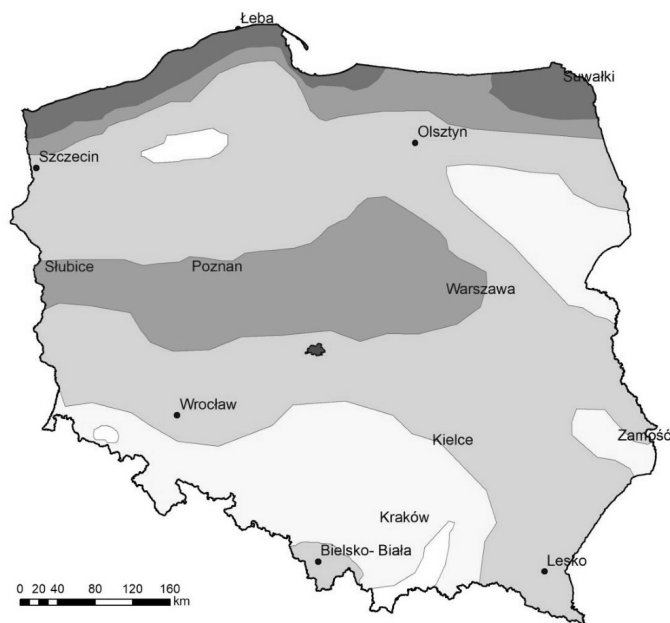 Łeba
Suwałki
Olsztyn
Szczecin
Słubice
Poznan
Warszawa
Wrocław
Kielce
Zamość
Kraków
Bielsko- Biała
Lesko
0 20 40 80 120 160
km